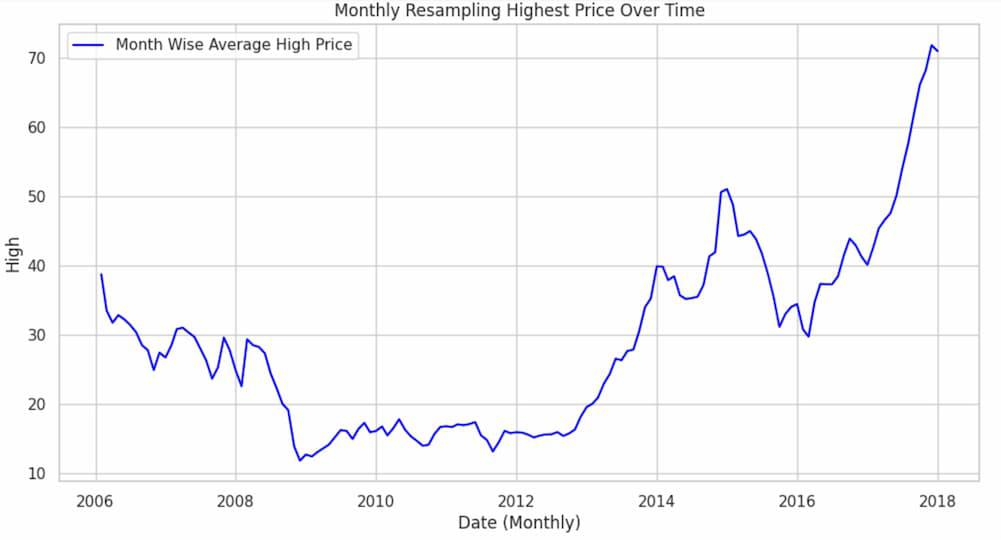 Monthly Resampling Highest Price Over Time
Month Wise Average High Price
70
60
50
40
30
20
10
High
2006 2008 2010 2012 2014 2016 2018
Date (Monthly)